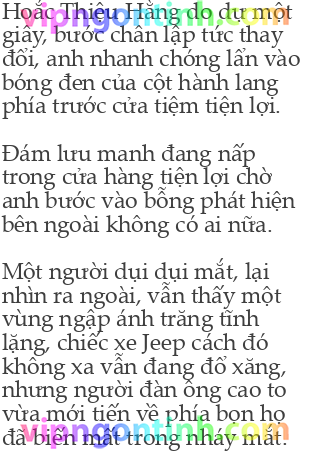 Hoắc Thiệu Hằng do dự một
vipngontinh.com
giây, bước chân lập tức thay
đổi, anh nhanh chóng lẩn vào
bóng đen của cột hành lang
phía trước cửa tiệm tiện lợi.
Đám lưu manh đang nấp
trong cửa hàng tiện lợi chờ
anh bước vào bỗng phát hiện
bên ngoài không có ai nữa.
Một người dụi dụi mắt, lại
nhìn ra ngoài, vẫn thấy một
vùng ngập ánh trăng tĩnh
lặng, chiếc xe Jeep cách đó
không xa vẫn đang đổ xăng,
nhưng người đàn ông cao to
vừa mới tiến về phía bọn họ
vipngontinh.com
đã biến mất trong nháy mắt.